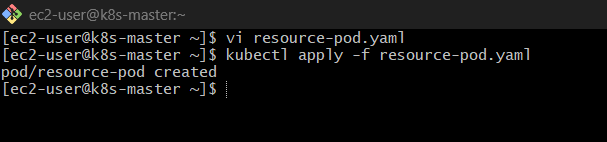 ec2-user@k8s-master:~
[ec2-user@k8s-master ~]$ vi resource-pod.yaml
[ec2-user@k8s-master ~]$ kubectl apply -f resource-pod.yaml
pod/resource-pod created
[ec2-user@k8s-master ~]$